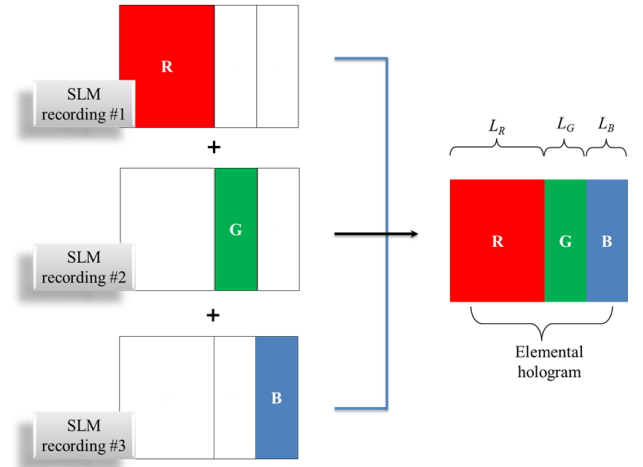 R
SLM
recording #1
+
G
SLM
recording #2
+
B
SLM
recording #3
L_R L_G L_B
R G B
Elemental
hologram